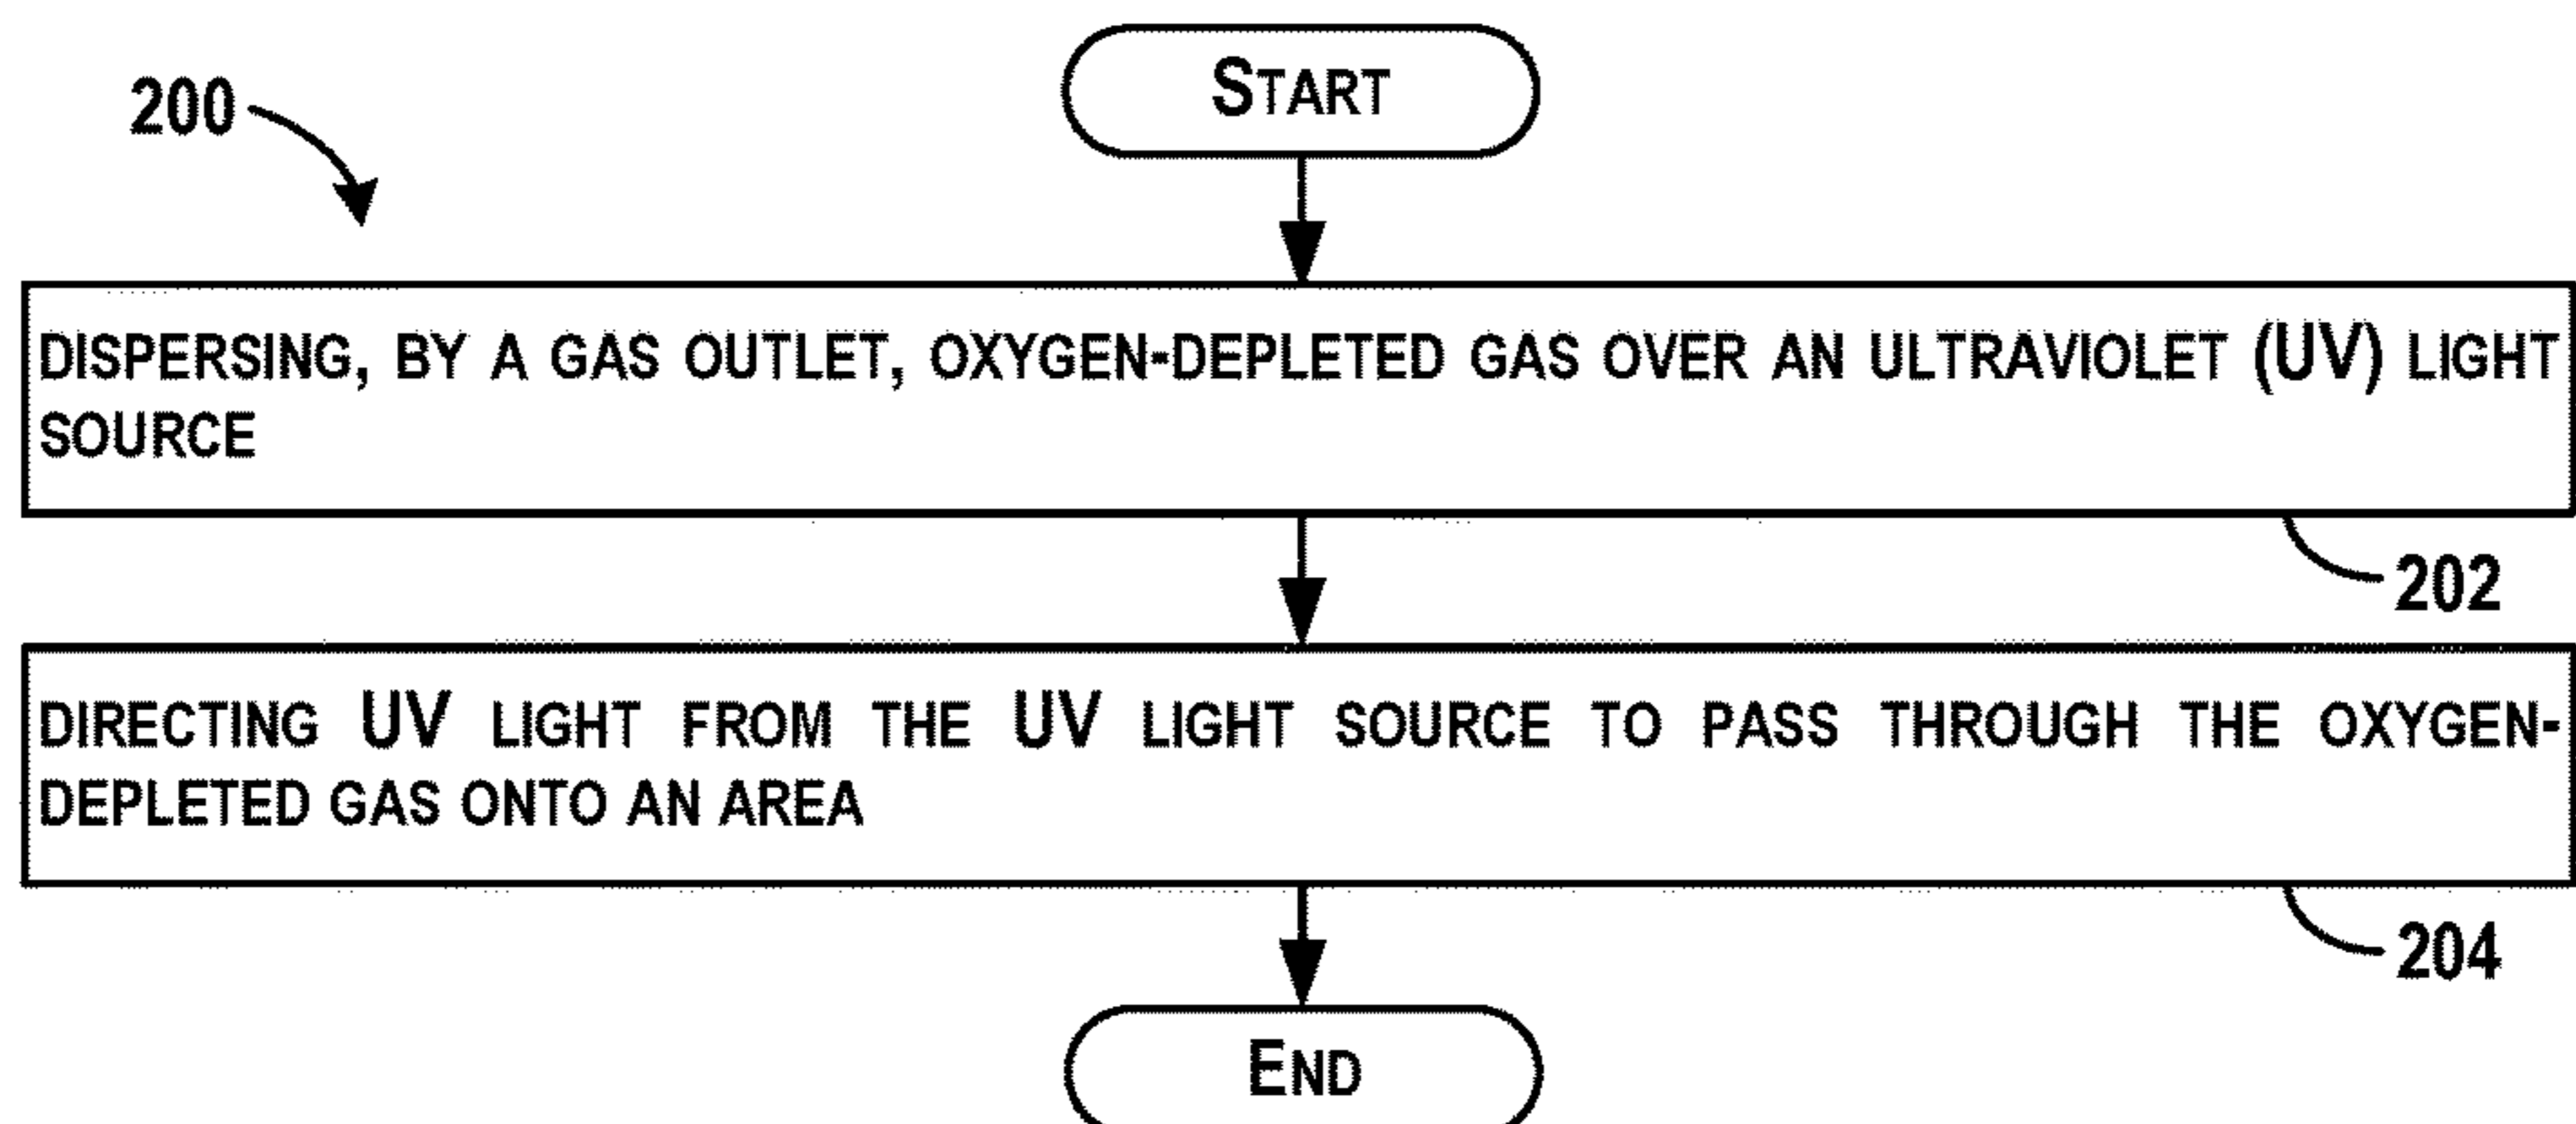 START
200
DISPERSING, BY A GAS OUTLET, OXYGEN-DEPLETED GAS OVER AN ULTRAVIOLET (UV) LIGHT
SOURCE
202
DIRECTING UV LIGHT FROM THE UV LIGHT SOURCE TO PASS THROUGH THE OXYGEN-
DEPLETED GAS ONTO AN AREA
204
END